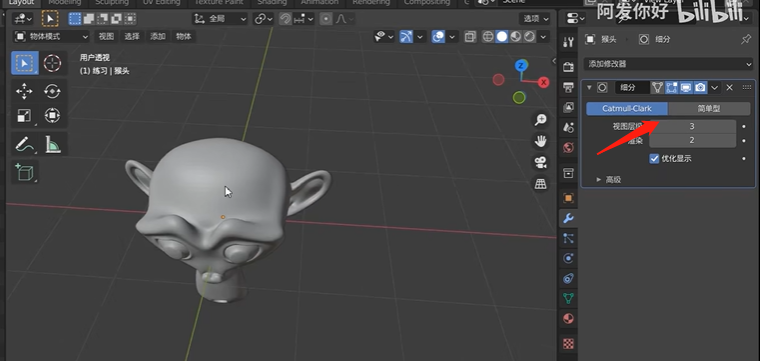 Layout Modeling Sculpting UV Editing Texture Paint Shading Animation Rendering Compositing Scene View Layer
阿爱你好 bilibili
全局 选项
物体模式 视图 选择 添加 物体
猴头 细分
用户透视
(1) 练习 | 猴头
添加修改器
细分
Z
X
Catmull-Clark 简单型
视图层级 3
渲染 2
优化显示
高级